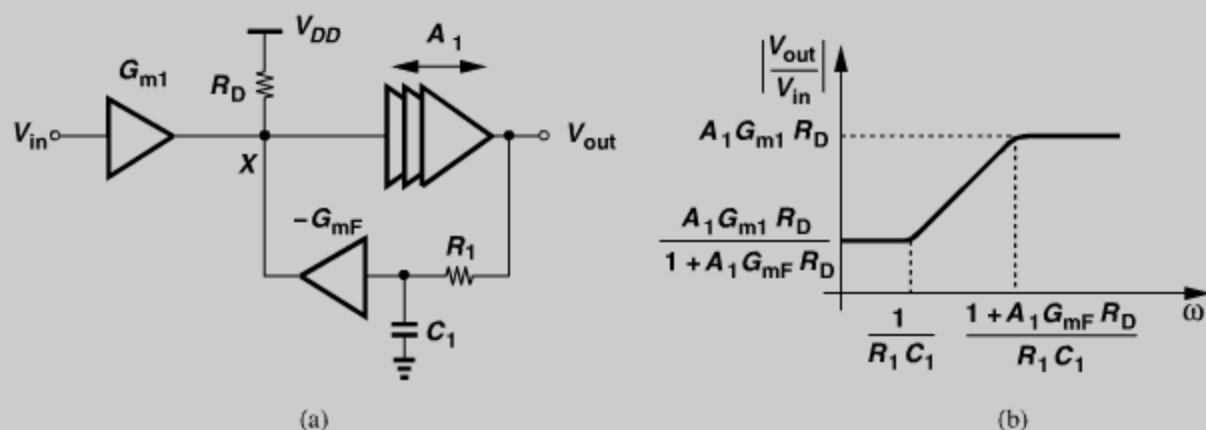 V_DD
A_1
G_m1
R_D
V_in
V_out
X
−G_mF
R_1
C_1
(a)
|V_out / V_in|
A_1 G_m1 R_D
A_1 G_m1 R_D
1 + A_1 G_mF R_D
1
R_1 C_1
1 + A_1 G_mF R_D
R_1 C_1
ω
(b)